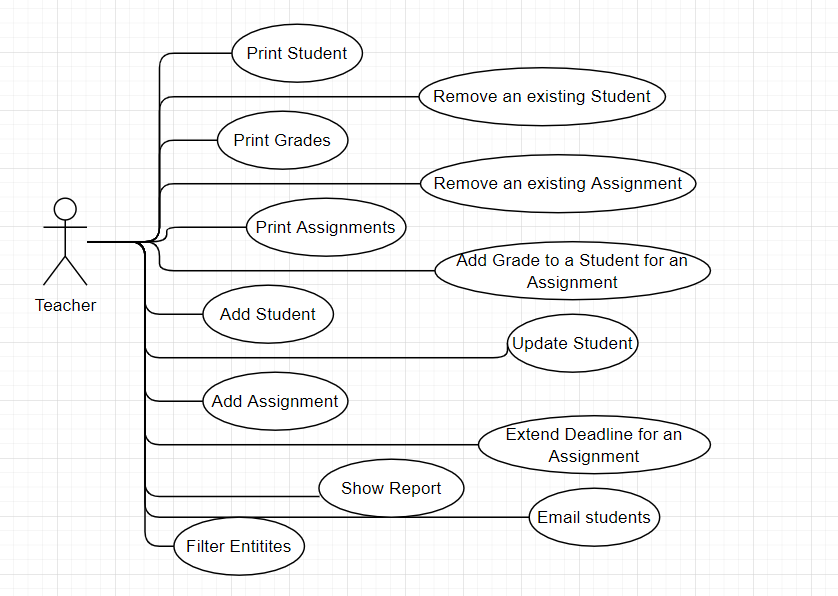 Print Student
Remove an existing Student
Print Grades
Remove an existing Assignment
Print Assignments
Add Grade to a Student for an
Assignment
Teacher
Add Student
Update Student
Add Assignment
Extend Deadline for an
Assignment
Show Report
Email students
Filter Entitites